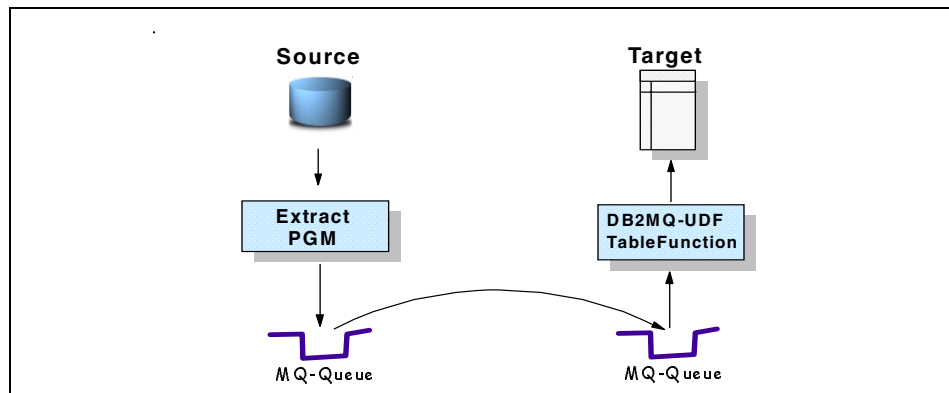 Source
Target
Extract
PGM
DB2MQ-UDF
TableFunction
MQ-Queue
MQ-Queue